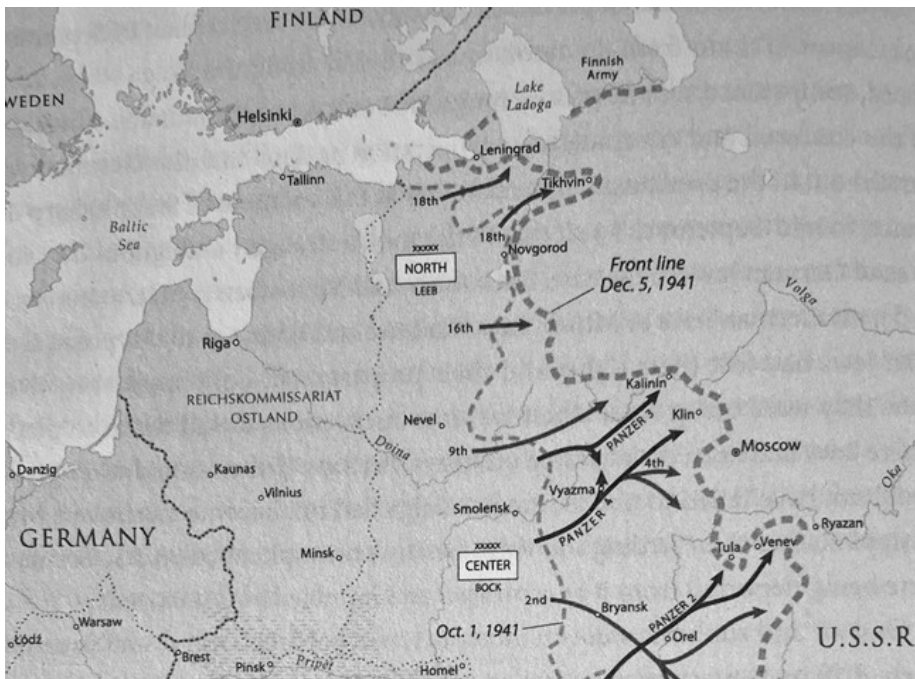 FINLAND
Lake
Ladoga
Finnish
Army
WEDEN
Helsinki
Leningrad
Tallinn
Tikhvin
18th
Baltic
Sea
18th
Novgorod
XXXXX
NORTH
LEEB
Front line
Dec. 5, 1941
Volga
16th
Riga
Kalinin
REICHSKOMMISSARIAT
OSTLAND
Nevel
Klin
PANZER 3
Dvina
9th
Moscow
4th
Danzig
Kaunas
Vilnius
Vyazma
Oka
Smolensk
PANZER 4
GERMANY
Ryazan
XXXXX
Minsk
CENTER
BOCK
Tula
Venev
2nd
PANZER 2
Bryansk
Warsaw
Oct. 1, 1941
Orel
U.S.S.R
Łódź
Brest
Pinsk
Pripet
Homel